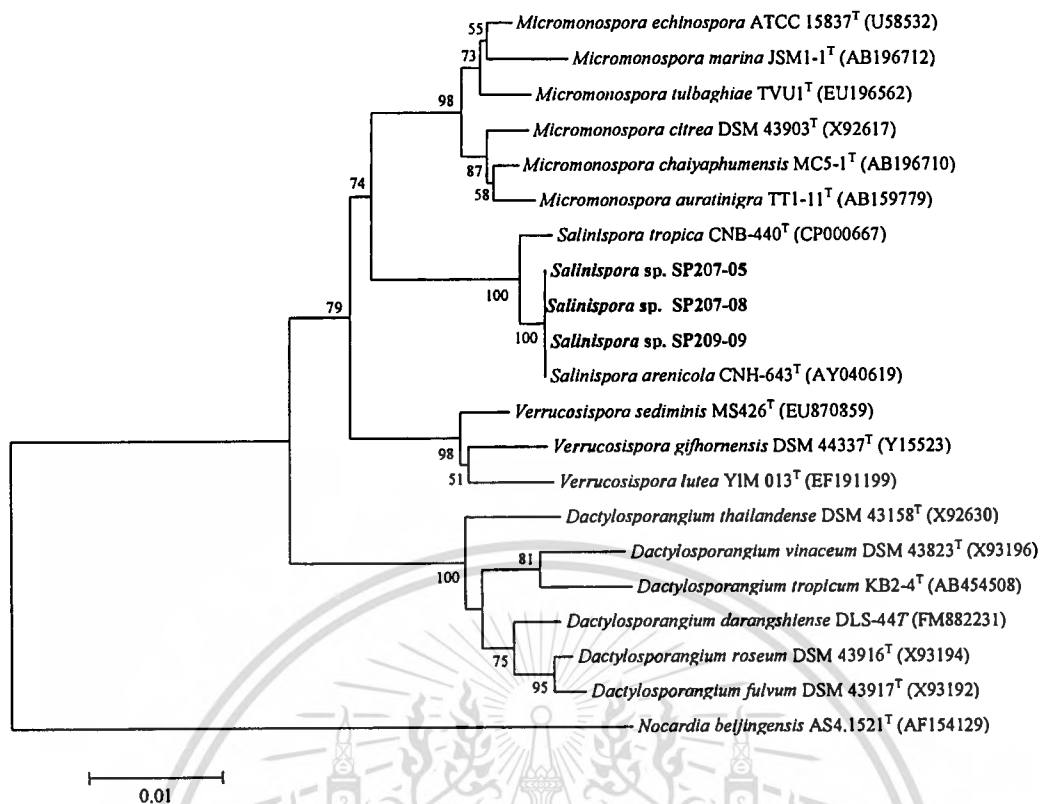 Micromonospora echinospora ATCC 15837T (U58532)
55
Micromonospora marina JSM1-1T (AB196712)
73
Micromonospora tulbaghiae TVU1T (EU196562)
98
Micromonospora citrea DSM 43903T (X92617)
87
Micromonospora chaiyaphumensis MC5-1T (AB196710)
58
Micromonospora auratinigra TT1-11T (AB159779)
74
Salinispora tropica CNB-440T (CP000667)
Salinispora sp. SP207-05
100
Salinispora sp. SP207-08
79
100
Salinispora sp. SP209-09
Salinispora arenicola CNH-643T (AY040619)
Verrucosispora sediminis MS426T (EU870859)
98
Verrucosispora gifhornensis DSM 44337T (Y15523)
51
Verrucosispora lutea YIM 013T (EF191199)
Dactylosporangium thailandense DSM 43158T (X92630)
81
Dactylosporangium vinaceum DSM 43823T (X93196)
100
Dactylosporangium tropicum KB2-4T (AB454508)
Dactylosporangium darangshiense DLS-44T (FM882231)
75
Dactylosporangium roseum DSM 43916T (X93194)
95
Dactylosporangium fulvum DSM 43917T (X93192)
Nocardia beijingensis AS4.1521T (AF154129)
0.01